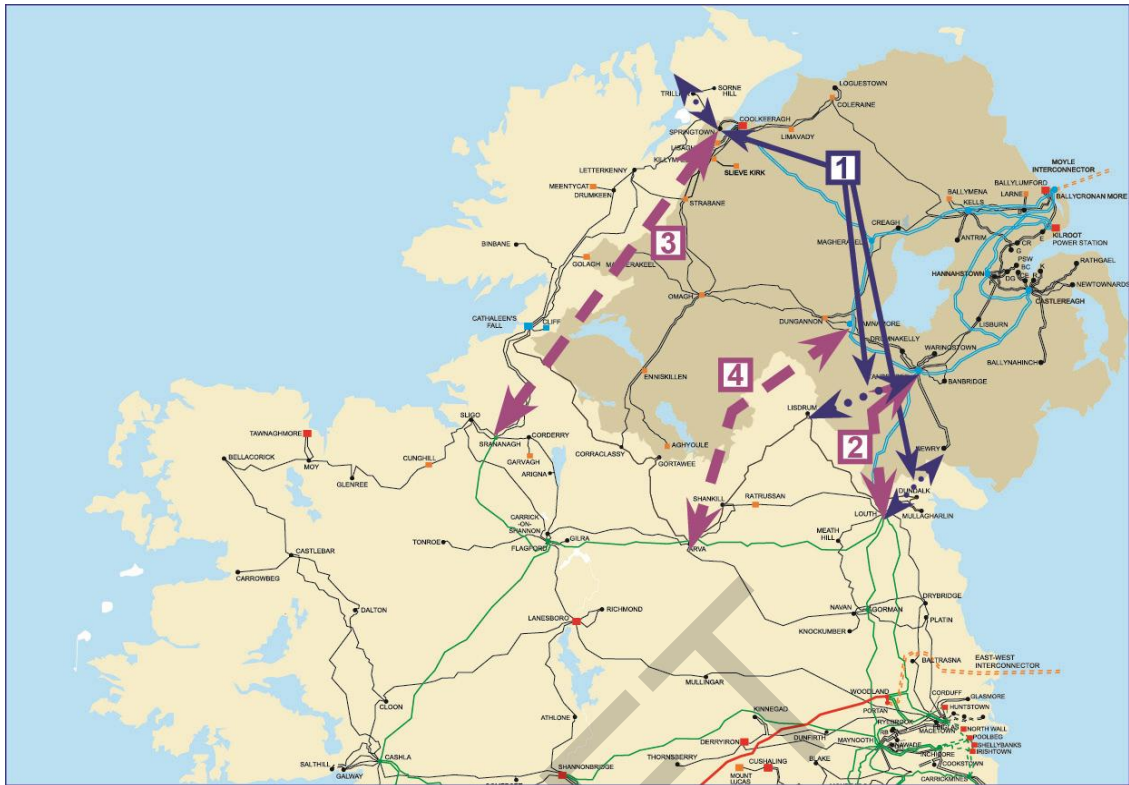 SORNE
HILL
LOGUESTOWN
COLERAINE
COOLKEERAGH
SPRINGTOWN
LIMAVADY
SLIEVE KIRK
LETTERKENNY
MEENTYCAT
DRUMKEEN
STRABANE
1
MOYLE
INTERCONNECTOR
BALLYLUMFORD
BALLYCRONAN MORE
BALLYMENA
LARNE
KELLS
CREAGH
ANTRIM
KILROOT
POWER STATION
E
CR
G
PSW
BC
RATHGAEL
HANNAHSTOWN
DG
K
NEWTOWNARDS
CASTLEREAGH
BINBANE
GOLAGH
3
OMAGH
CATHALEEN'S
FALL
CLIFF
DUNGANNON
LISBURN
WARINGSTOWN
BALLYNAHINCH
BANBRIDGE
4
ENNISKILLEN
LISDRUM
AGHYOULE
2
SLIGO
SRANANAGH
CORDERRY
TAWNAGHMORE
CUNGHILL
GARVAGH
CORRACLASSY
GORTAWEE
BELLACORICK
MOY
GLENREE
ARIGNA
SHANKILL
RATRUSSAN
DUNDALK
LOUTH
MULLAGHARLIN
CARRICK
-ON-
SHANNON
MEATH
HILL
TONROE
FLAGFORD
GILRA
ARVA
CASTLEBAR
CARROWBEG
DALTON
RICHMOND
LANESBORO
NAVAN
GORMAN
DRYBRIDGE
PLATIN
KNOCKUMBER
BALTRASNA
EAST-WEST
INTERCONNECTOR
MULLINGAR
WOODLAND
PORTAN
CORDUFF
GLASMORE
HUNTSTOWN
CLOON
ATHLONE
KINNEGAD
DUNFIRTH
MACETOWN
NORTH WALL
POOLBEG
SHELLYBANKS
MAYNOOTH
DERRYIRON
THORNSBERRY
BLAKE
COOKSTOWN
CARRICKMINES
CASHLA
SALTHILL
GALWAY
SHANNONBRIDGE
CUSHALING
MOUNT
LUCAS